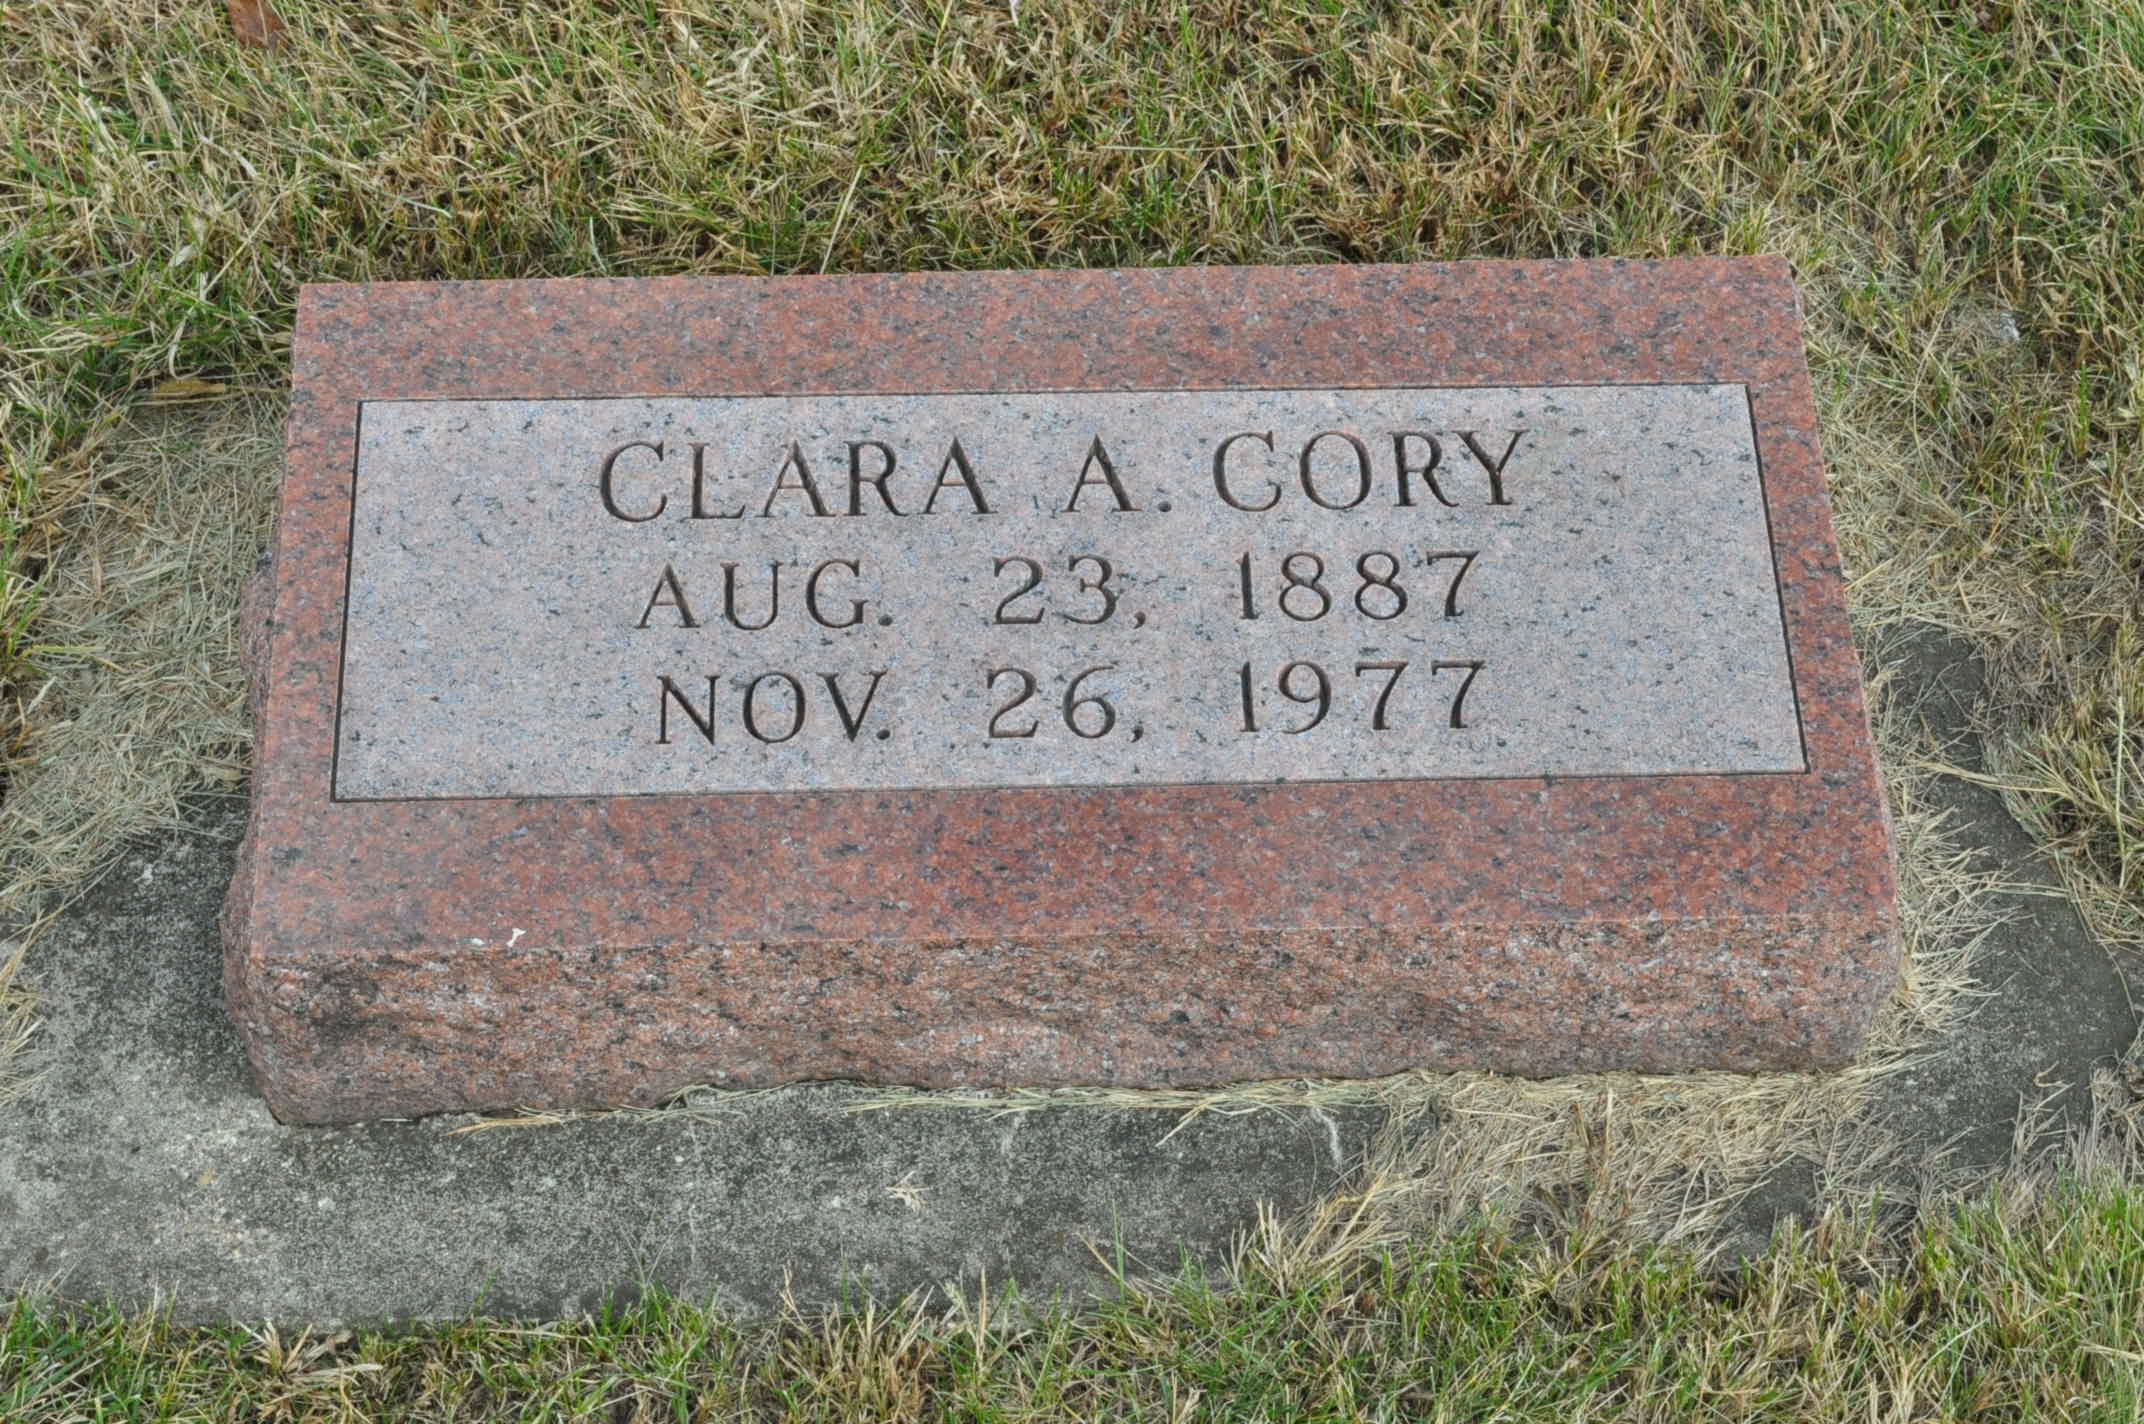 CLARA A. CORY
AUG. 23, 1887
NOV. 26, 1977